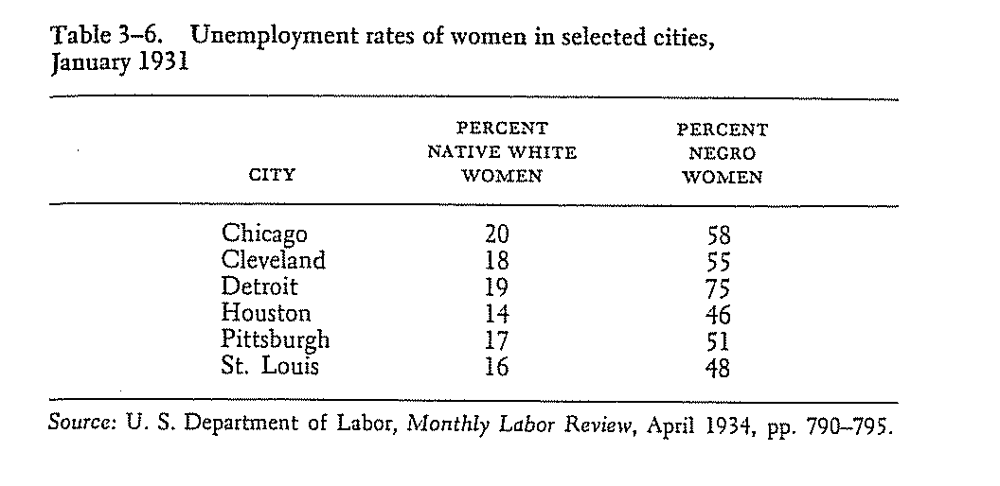 Table 3–6. Unemployment rates of women in selected cities,
January 1931
PERCENT PERCENT
NATIVE WHITE NEGRO
CITY WOMEN WOMEN
Chicago 20 58
Cleveland 18 55
Detroit 19 75
Houston 14 46
Pittsburgh 17 51
St. Louis 16 48
Source: U. S. Department of Labor, Monthly Labor Review, April 1934, pp. 790–795.